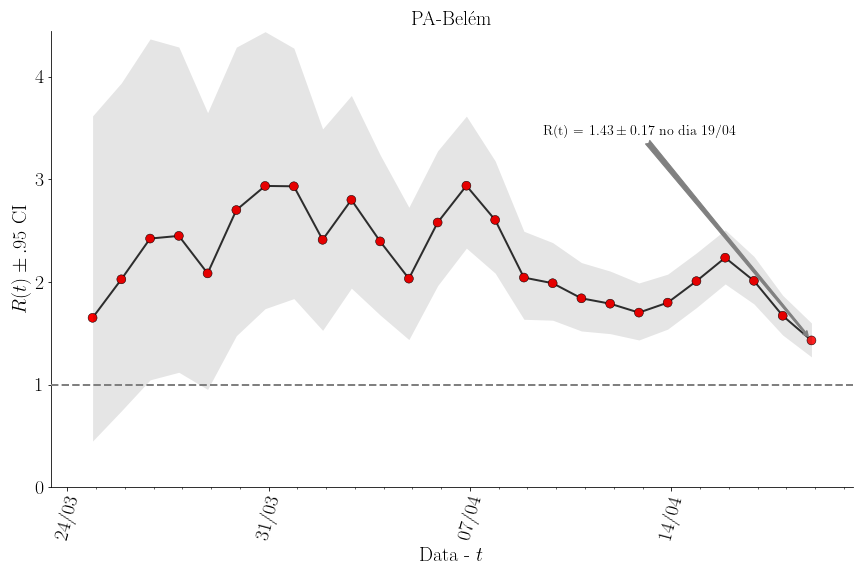 PA-Belém
R(t) = 1.43 ± 0.17 no dia 19/04
R(t) ± .95 CI
4
3
2
1
0
24/03
31/03
07/04
14/04
Data - t